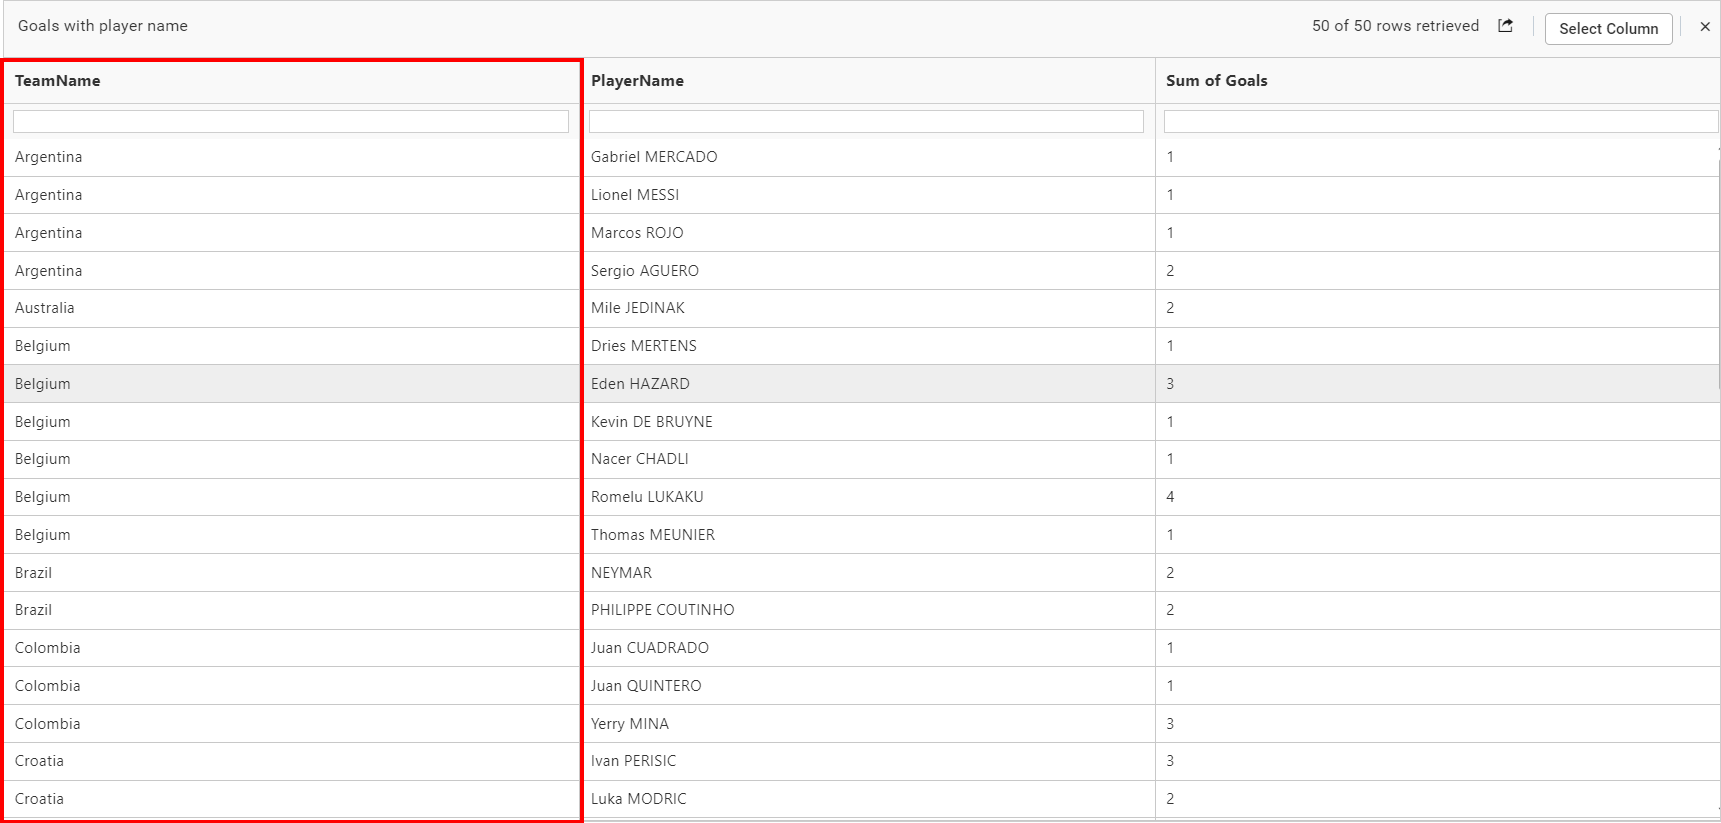 Goals with player name 50 of 50 rows retrieved Select Column ×
TeamName PlayerName Sum of Goals
Argentina Gabriel MERCADO 1
Argentina Lionel MESSI 1
Argentina Marcos ROJO 1
Argentina Sergio AGUERO 2
Australia Mile JEDINAK 2
Belgium Dries MERTENS 1
Belgium Eden HAZARD 3
Belgium Kevin DE BRUYNE 1
Belgium Nacer CHADLI 1
Belgium Romelu LUKAKU 4
Belgium Thomas MEUNIER 1
Brazil NEYMAR 2
Brazil PHILIPPE COUTINHO 2
Colombia Juan CUADRADO 1
Colombia Juan QUINTERO 1
Colombia Yerry MINA 3
Croatia Ivan PERISIC 3
Croatia Luka MODRIC 2